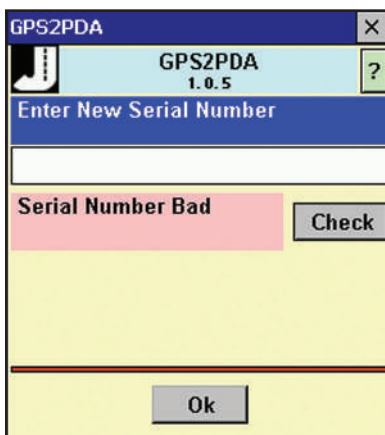 GPS2PDA
GPS2PDA
1.0.5
?
Enter New Serial Number
Serial Number Bad
Check
Ok